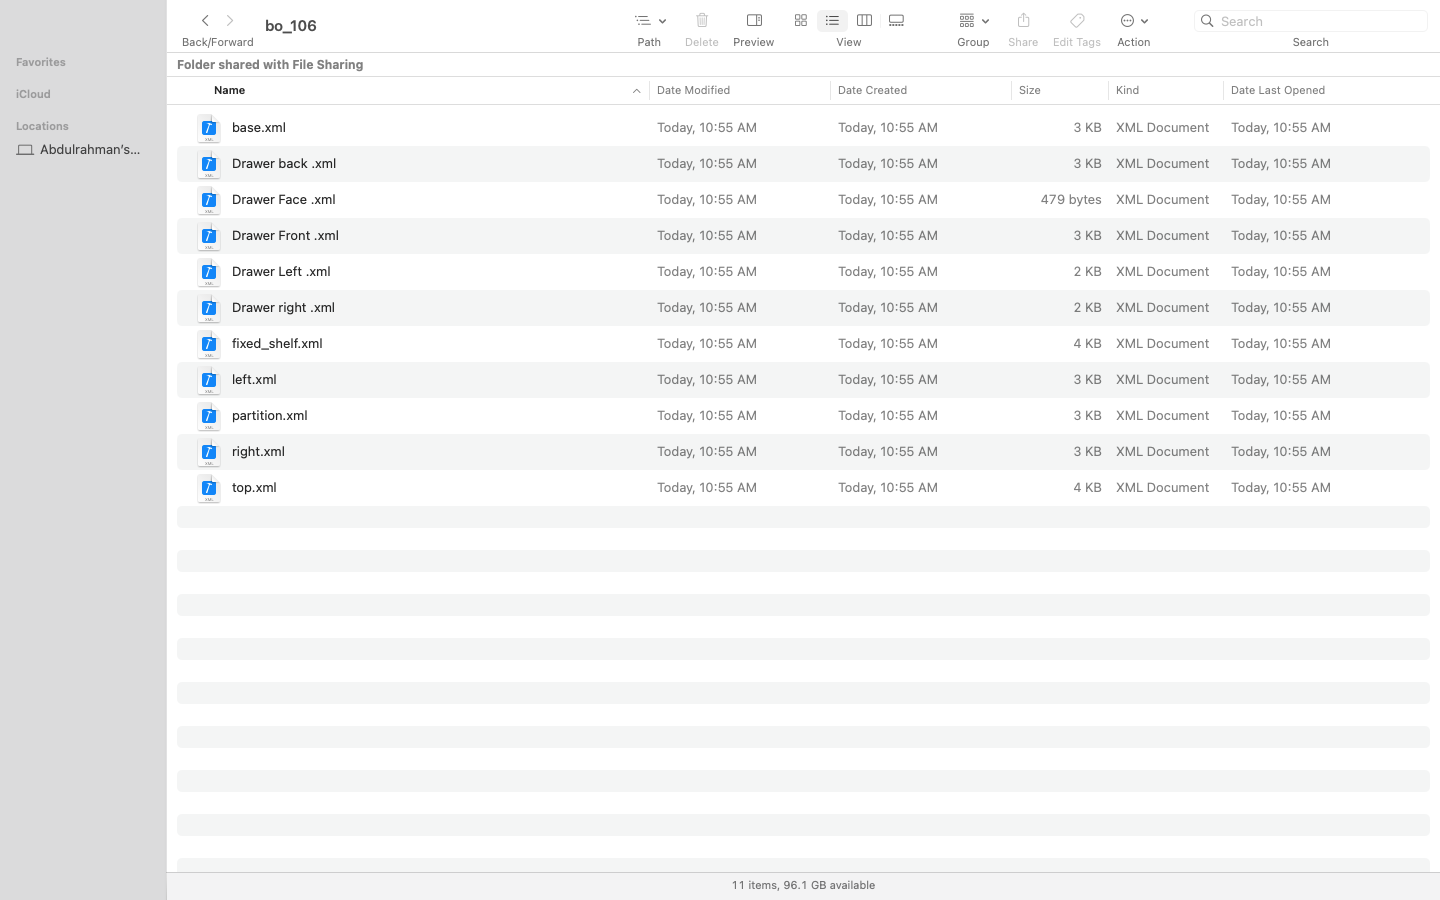 bo_106
Back/Forward
Path
Delete
Preview
View
Group
Share
Edit Tags
Action
Search
Search
Favorites
iCloud
Locations
Abdulrahman's...
Folder shared with File Sharing
Name Date Modified Date Created Size Kind Date Last Opened
base.xml Today, 10:55 AM Today, 10:55 AM 3 KB XML Document Today, 10:55 AM
Drawer back .xml Today, 10:55 AM Today, 10:55 AM 3 KB XML Document Today, 10:55 AM
Drawer Face .xml Today, 10:55 AM Today, 10:55 AM 479 bytes XML Document Today, 10:55 AM
Drawer Front .xml Today, 10:55 AM Today, 10:55 AM 3 KB XML Document Today, 10:55 AM
Drawer Left .xml Today, 10:55 AM Today, 10:55 AM 2 KB XML Document Today, 10:55 AM
Drawer right .xml Today, 10:55 AM Today, 10:55 AM 2 KB XML Document Today, 10:55 AM
fixed_shelf.xml Today, 10:55 AM Today, 10:55 AM 4 KB XML Document Today, 10:55 AM
left.xml Today, 10:55 AM Today, 10:55 AM 3 KB XML Document Today, 10:55 AM
partition.xml Today, 10:55 AM Today, 10:55 AM 3 KB XML Document Today, 10:55 AM
right.xml Today, 10:55 AM Today, 10:55 AM 3 KB XML Document Today, 10:55 AM
top.xml Today, 10:55 AM Today, 10:55 AM 4 KB XML Document Today, 10:55 AM
11 items, 96.1 GB available